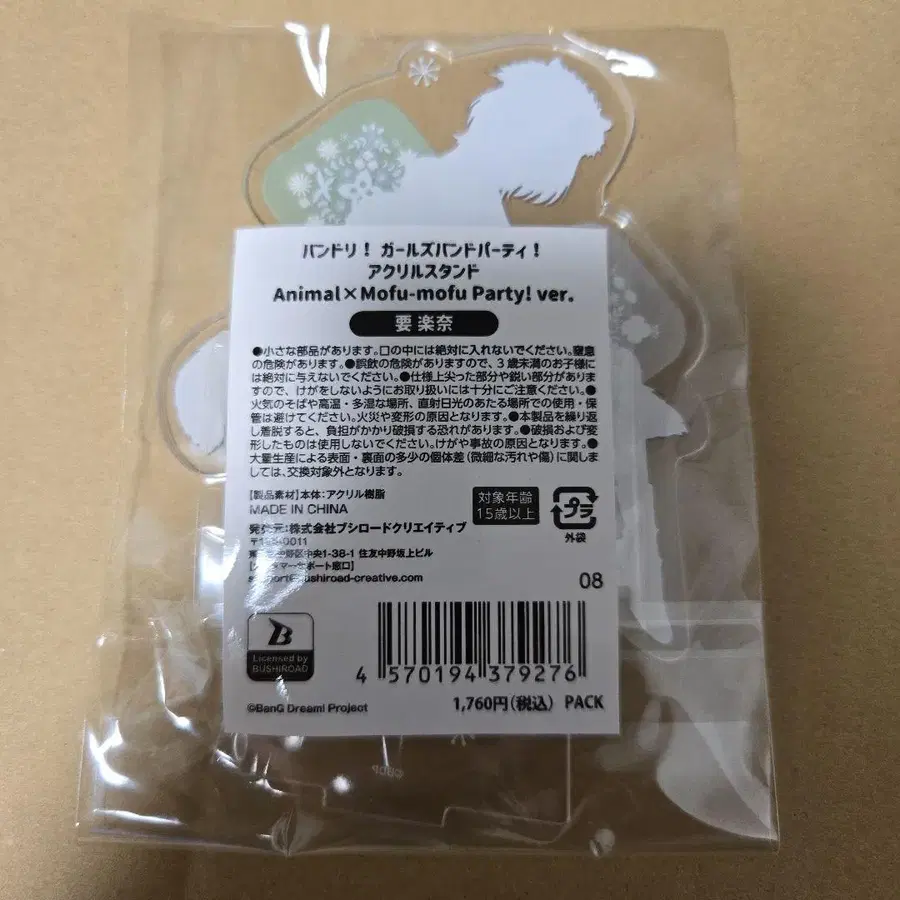 バンドリ！ ガールズバンドパーティ！
アクリルスタンド
Animal×Mofu-mofu Party! ver.
要 楽奈
●小さな部品があります。口の中には絶対に入れないでください。窒息
の危険があります。●誤飲の危険がありますので、３歳未満のお子様に
は絶対に与えないでください。●仕様上尖った部分や鋭い部分がありま
すので、けがをしないようにお取り扱いには十分にご注意ください。●
火気のそばや高温・多湿な場所、直射日光のあたる場所での使用・保
管は避けてください。火災や変形の原因となります。●本製品を繰り返
し着脱すると、負担がかかり破損する恐れがあります。●破損および変
形したものは使用しないでください。けがや事故の原因となります。●
大量生産による表面・裏面の多少の個体差(微細な汚れや傷)に関しま
しては、交換対象外となります。
【製品素材】本体：アクリル樹脂
MADE IN CHINA
対象年齢
15歳以上
プラ
外袋
発売元：株式会社ブシロードクリエイティブ
0011
中野区中央1-38-1 住友中野坂上ビル
サポート窓口】
bushiroad-creative.com
08
B
Licensed by
BUSHIROAD
4 570194 379276
©BanG Dream! Project
1,760円(税込) PACK